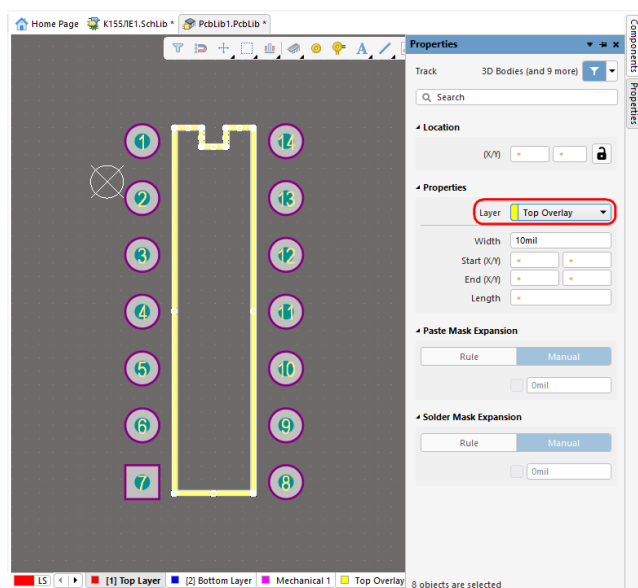 Home Page K155/IE1.SchLib * PcbLib1.PcbLib *
Components
Properties
Properties
Track 3D Bodies (and 9 more)
Search
Location
(X/Y) * *
Properties
Layer Top Overlay
Width 10mil
Start (X/Y) * *
End (X/Y) * *
Length *
Paste Mask Expansion
Rule Manual
0mil
Solder Mask Expansion
Rule Manual
0mil
1 14
2 13
3 12
4 11
5 10
6 9
7 8
LS [1] Top Layer [2] Bottom Layer Mechanical 1 Top Overlay
8 objects are selected